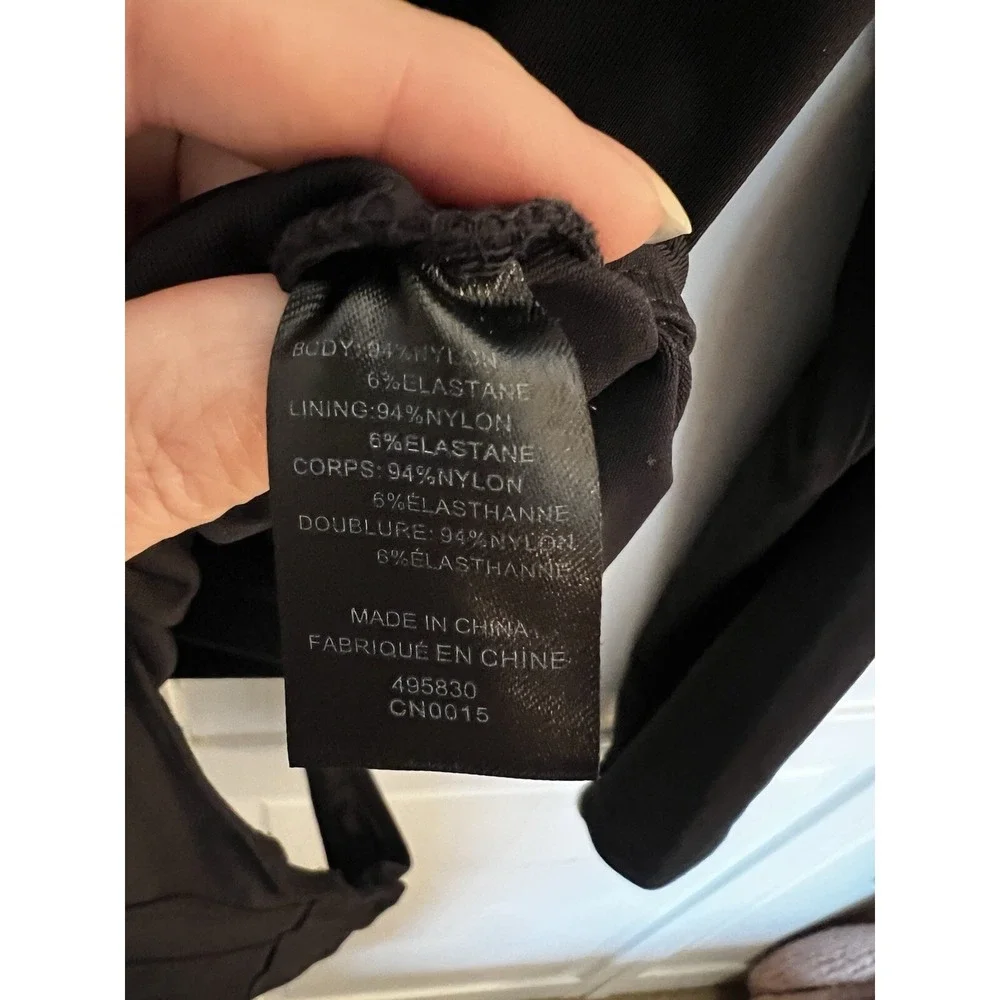 BODY: 94%NYLON
6%ELASTANE
LINING:94%NYLON
6%ELASTANE
CORPS: 94%NYLON
6%ÉLASTHANNE
DOUBLURE: 94%NYLON
6%ÉLASTHANNE
MADE IN CHINA
FABRIQUÉ EN CHINE
495830
CN0015